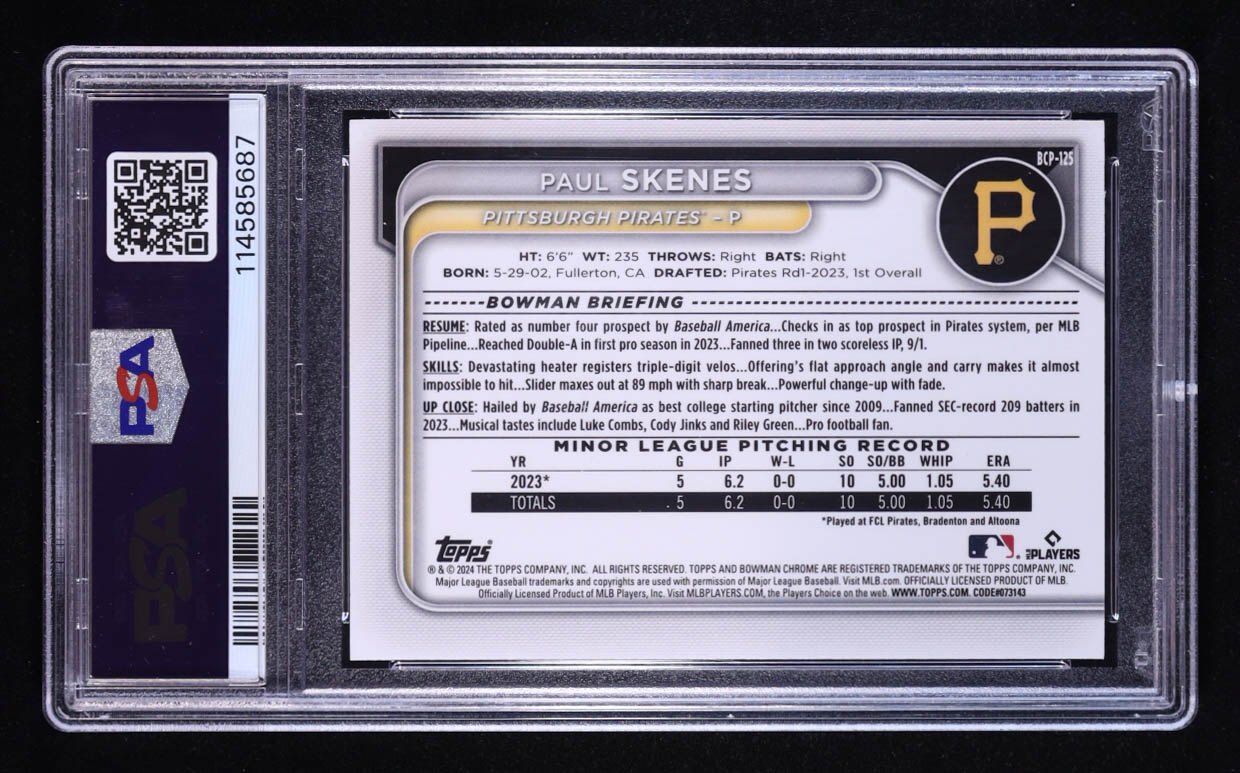 114585687
PSA
PSA
BCP-125
PAUL SKENES
PITTSBURGH PIRATES™ – P
P®
HT: 6'6" WT: 235 THROWS: Right BATS: Right
BORN: 5-29-02, Fullerton, CA DRAFTED: Pirates Rd1-2023, 1st Overall
BOWMAN BRIEFING
RESUME: Rated as number four prospect by Baseball America...Checks in as top prospect in Pirates system, per MLB
Pipeline...Reached Double-A in first pro season in 2023...Fanned three in two scoreless IP, 9/1.
SKILLS: Devastating heater registers triple-digit velos...Offering's flat approach angle and carry makes it almost
impossible to hit...Slider maxes out at 89 mph with sharp break...Powerful change-up with fade.
UP CLOSE: Hailed by Baseball America as best college starting pitcher since 2009...Fanned SEC-record 209 batters in
2023...Musical tastes include Luke Combs, Cody Jinks and Riley Green...Pro football fan.
MINOR LEAGUE PITCHING RECORD
YR G IP W-L SO SO/BB WHIP ERA
2023* 5 6.2 0-0 10 5.00 1.05 5.40
TOTALS 5 6.2 0-0 10 5.00 1.05 5.40
*Played at FCL Pirates, Bradenton and Altoona
Topps®
PLAYERS
® & © 2024 THE TOPPS COMPANY, INC. ALL RIGHTS RESERVED. TOPPS AND BOWMAN CHROME ARE REGISTERED TRADEMARKS OF THE TOPPS COMPANY, INC.
Major League Baseball trademarks and copyrights are used with permission of Major League Baseball. Visit MLB.com. OFFICIALLY LICENSED PRODUCT OF MLB.
Officially Licensed Product of MLB Players, Inc. Visit MLBPLAYERS.COM, the Players Choice on the web. WWW.TOPPS.COM. CODE#073143